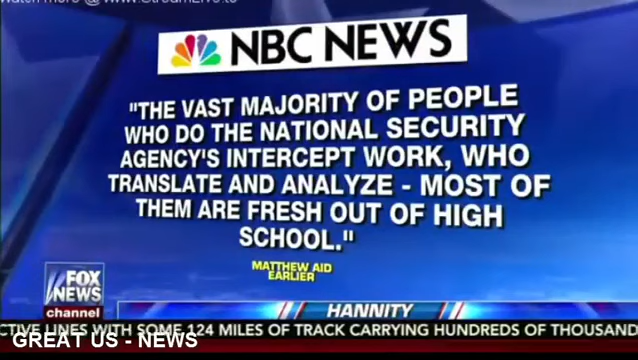 NBC NEWS
"THE VAST MAJORITY OF PEOPLE
WHO DO THE NATIONAL SECURITY
AGENCY'S INTERCEPT WORK, WHO
TRANSLATE AND ANALYZE - MOST OF
THEM ARE FRESH OUT OF HIGH
SCHOOL."
MATTHEW AID
EARLIER
FOX
NEWS
channel
HANNITY
LINES WITH SOME 124 MILES OF TRACK CARRYING HUNDREDS OF
GREAT US - NEWS